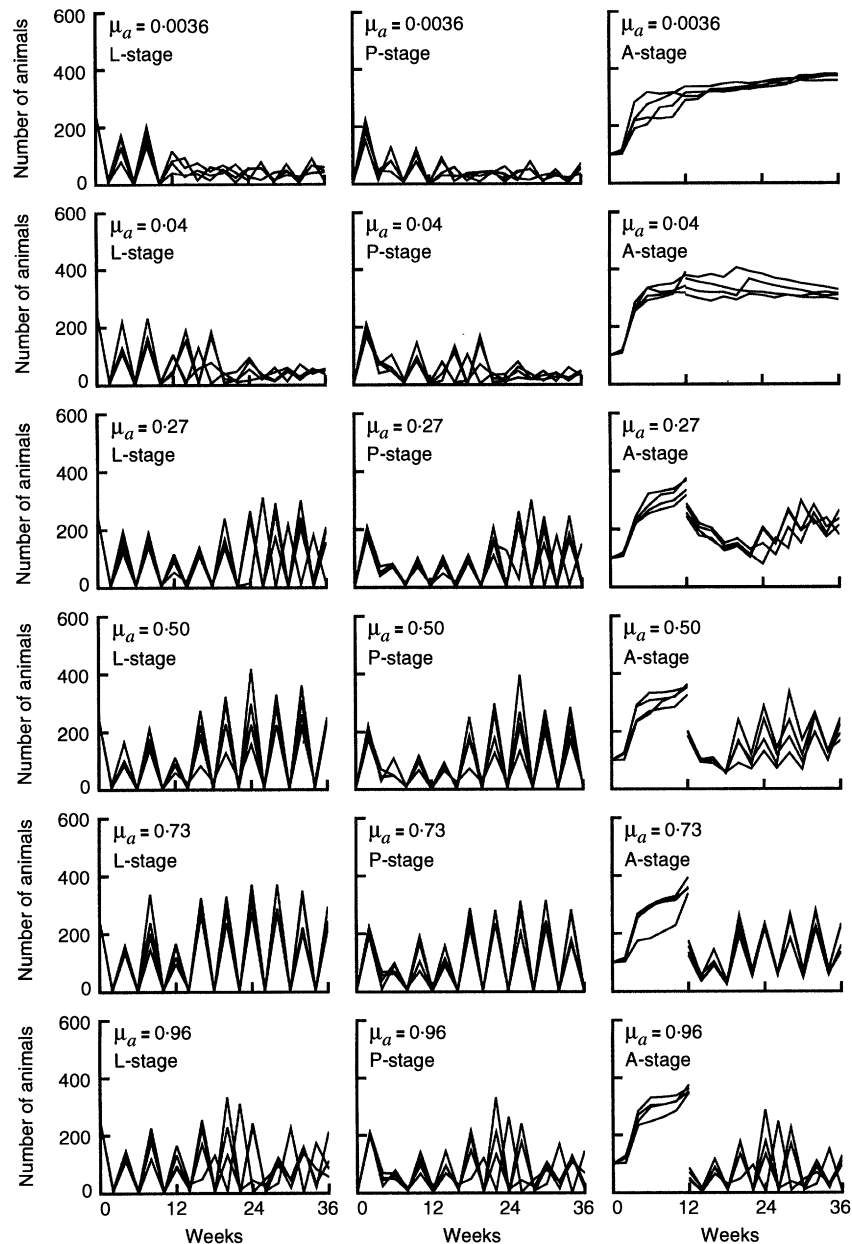 600
400
200
0
Number of animals
μa = 0·0036
L-stage
μa = 0·0036
P-stage
μa = 0·0036
A-stage
600
400
200
0
Number of animals
μa = 0·04
L-stage
μa = 0·04
P-stage
μa = 0·04
A-stage
600
400
200
0
Number of animals
μa = 0·27
L-stage
μa = 0·27
P-stage
μa = 0·27
A-stage
600
400
200
0
Number of animals
μa = 0·50
L-stage
μa = 0·50
P-stage
μa = 0·50
A-stage
600
400
200
0
Number of animals
μa = 0·73
L-stage
μa = 0·73
P-stage
μa = 0·73
A-stage
600
400
200
0
Number of animals
μa = 0·96
L-stage
μa = 0·96
P-stage
μa = 0·96
A-stage
0 12 24 36
0 12 24 36
0 12 24 36
Weeks
Weeks
Weeks